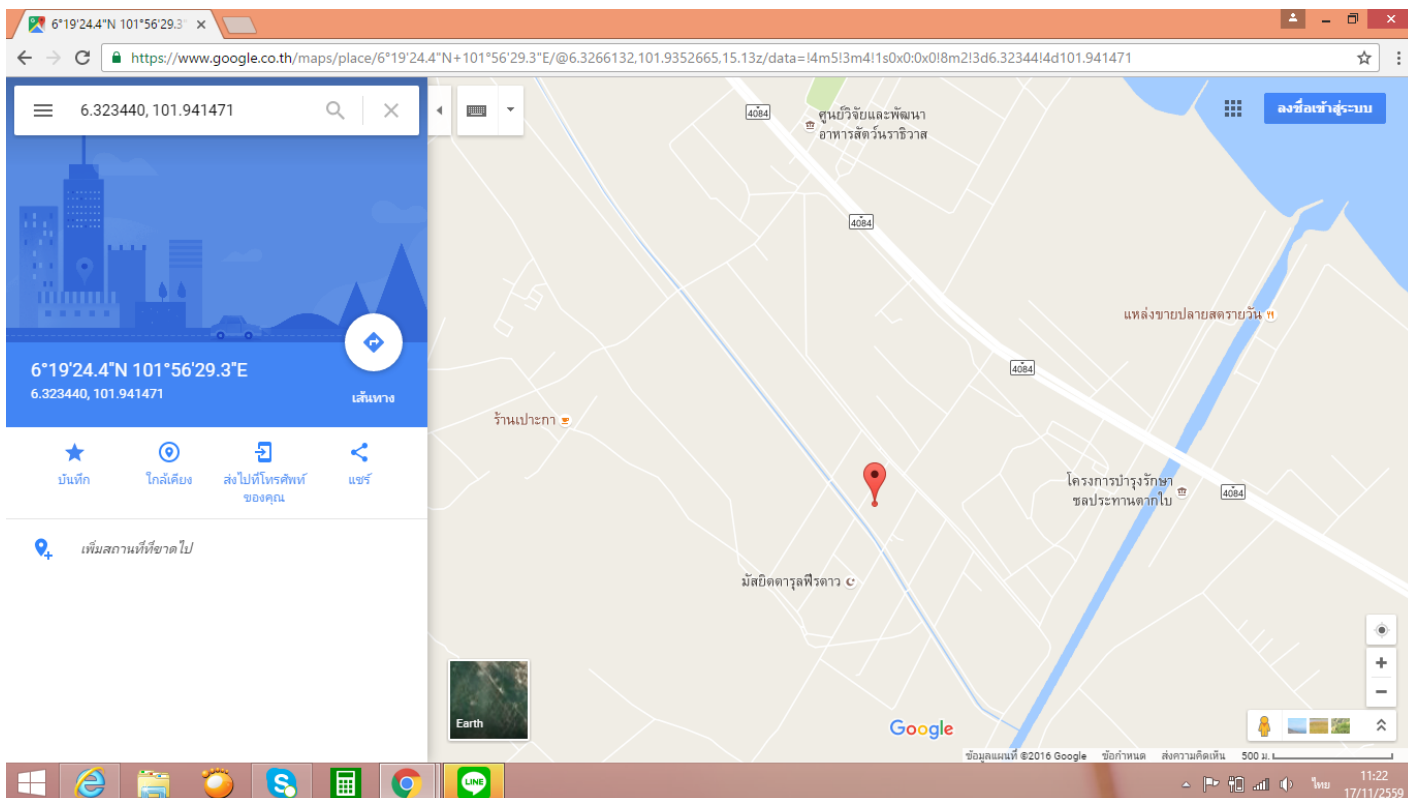 6°19'24.4"N 101°56'29.3"
https://www.google.co.th/maps/place/6°19'24.4"N+101°56'29.3"E/@6.3266132,101.9352665,15.13z/data=!4m5!3m4!1s0x0:0x0!8m2!3d6.32344!4d101.941471
6.323440, 101.941471
ลงชื่อเข้าสู่ระบบ
6°19'24.4"N 101°56'29.3"E
6.323440, 101.941471
เส้นทาง
บันทึก
ใกล้เคียง
ส่งไปที่โทรศัพท์
ของคุณ
แชร์
เพิ่มสถานที่ที่ขาดไป
4084
ศูนย์วิจัยและพัฒนา
อาหารสัตว์นราธิวาส
4084
แหล่งขายปลายสดรายวัน
4084
ร้านเปาะกา
โครงการบำรุงรักษา
ชลประทานตากใบ
4084
มัสยิดดารุลฟีรดาว
Earth
Google
ข้อมูลแผนที่ ©2016 Google ข้อกำหนด ส่งความคิดเห็น 500 ม.
LINE
ไทย
11:22
17/11/2559